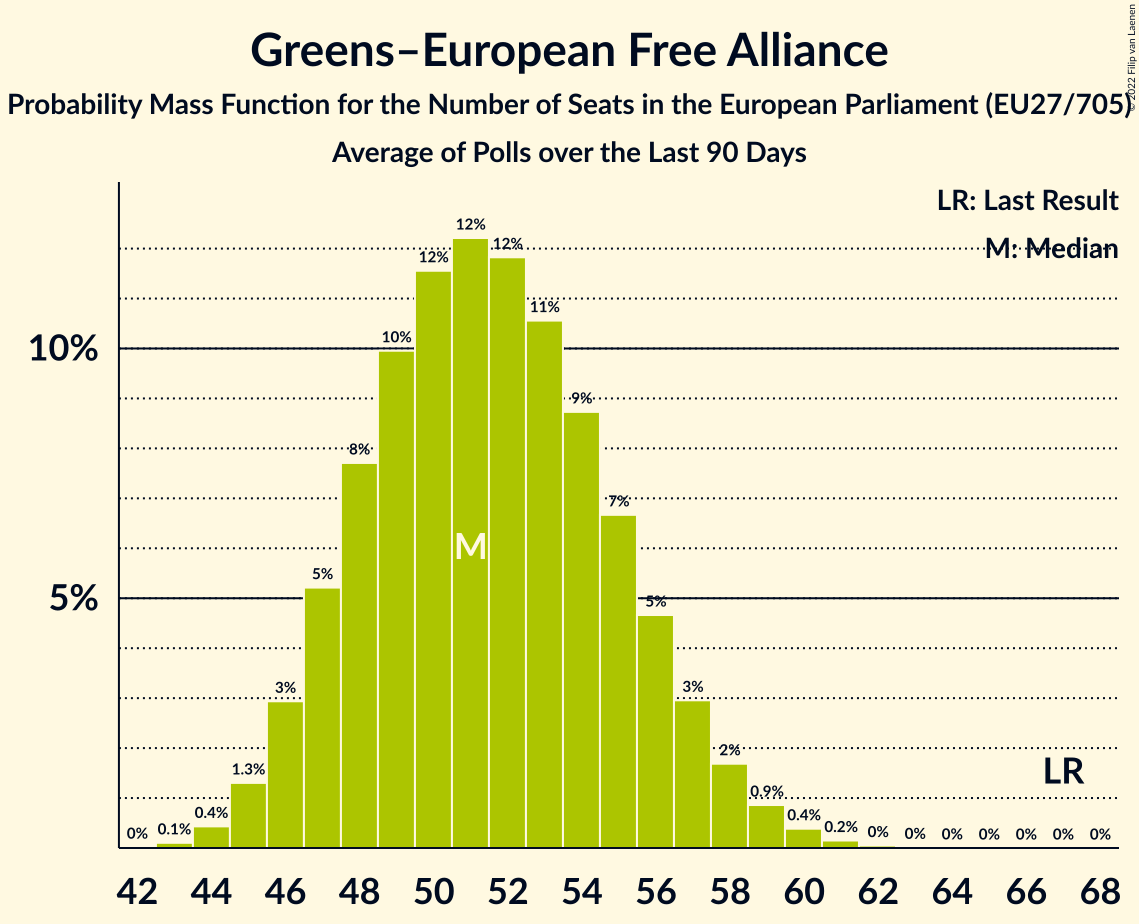 © 2022 Filip van Laenen
Greens–European Free Alliance
Probability Mass Function for the Number of Seats in the European Parliament (EU27/705)
Average of Polls over the Last 90 Days
LR: Last Result
M: Median
10%
5%
0% 0.1% 0.4% 1.3% 3% 5% 8% 10% 12% 12% 12% 11% 9% 7% 5% 3% 2% 0.9% 0.4% 0.2% 0% 0% 0% 0% 0% 0% 0%
M
LR
42 44 46 48 50 52 54 56 58 60 62 64 66 68